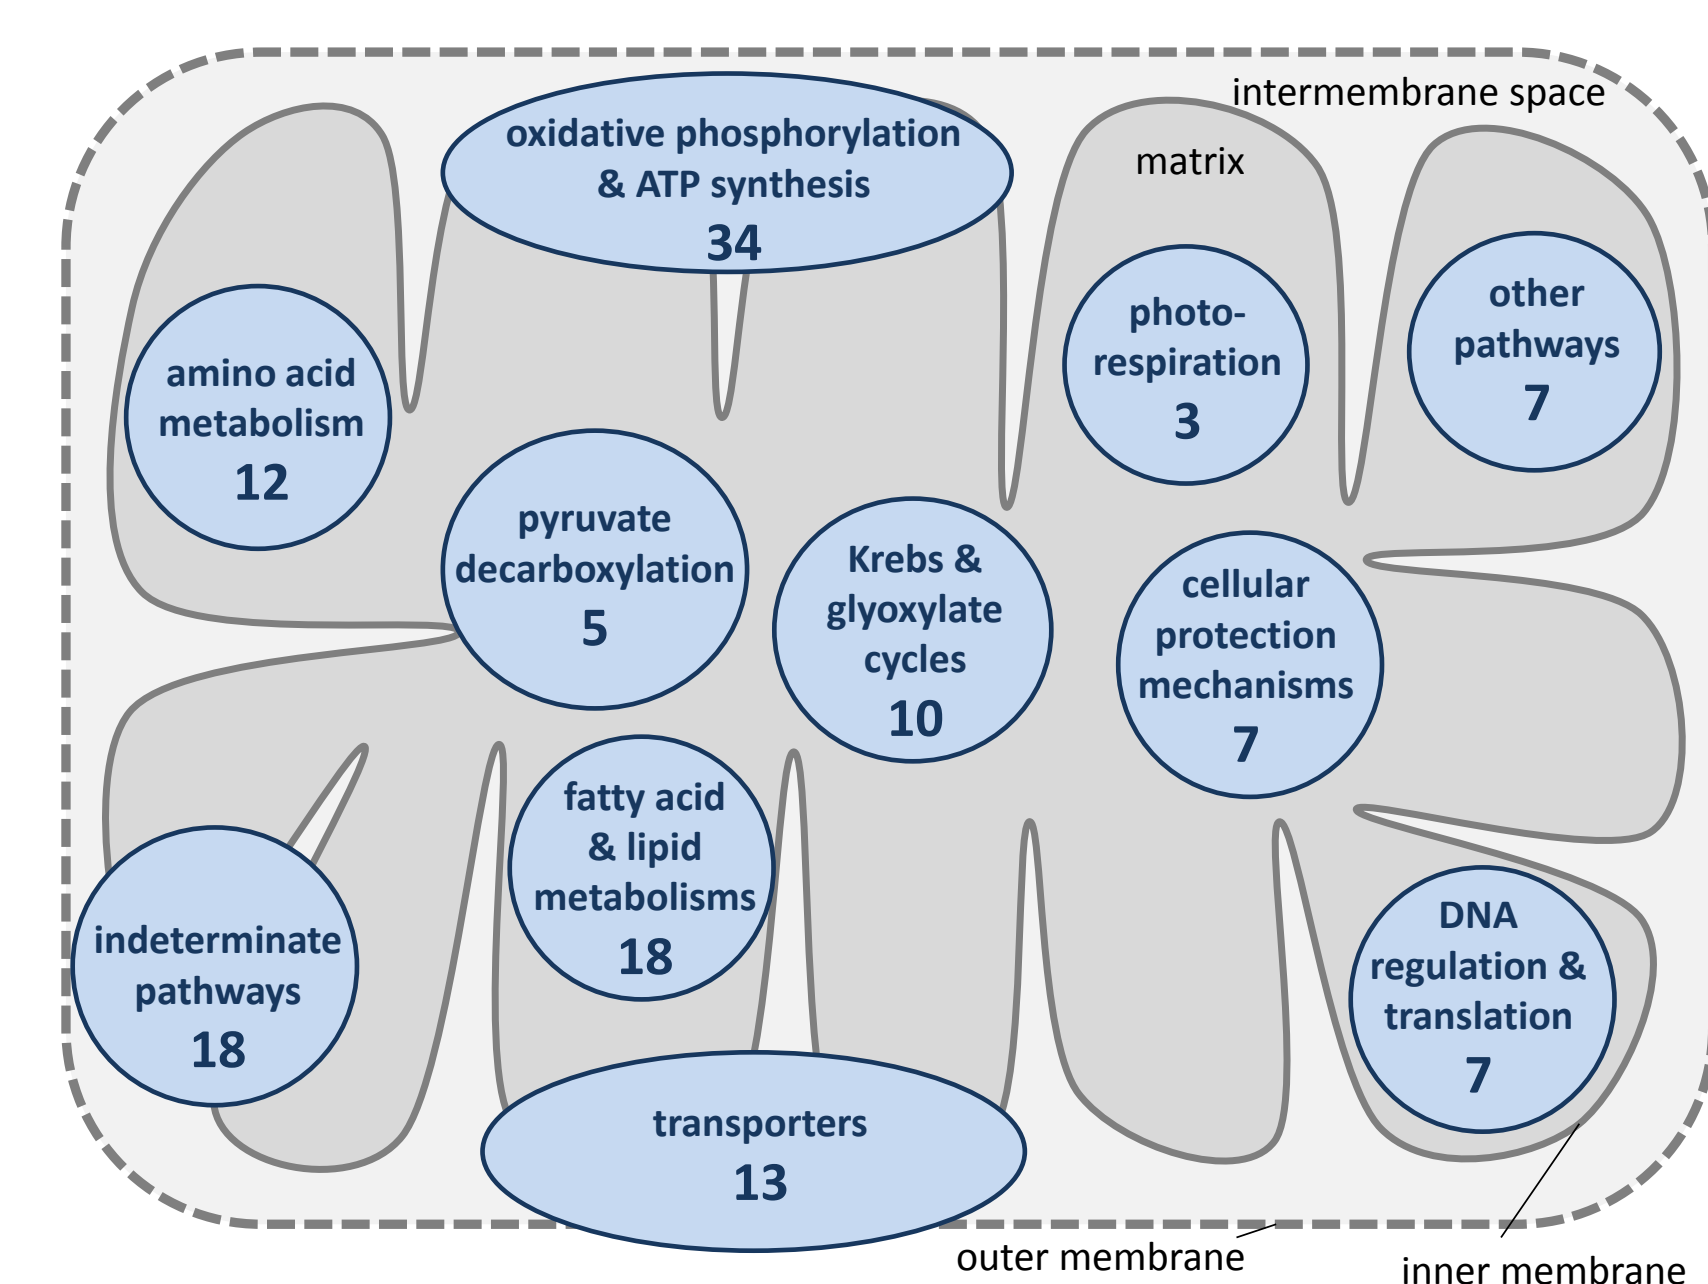 intermembrane space
oxidative phosphorylation
& ATP synthesis
34
matrix
photo-
respiration
3
other
pathways
7
amino acid
metabolism
12
pyruvate
decarboxylation
5
Krebs &
glyoxylate
cycles
10
cellular
protection
mechanisms
7
fatty acid
& lipid
metabolisms
18
indeterminate
pathways
18
DNA
regulation &
translation
7
transporters
13
outer membrane
inner membrane